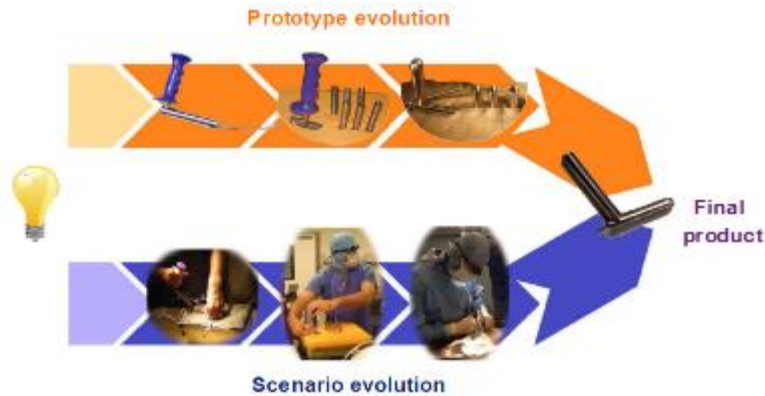 Prototype evolution
Final
product
Scenario evolution